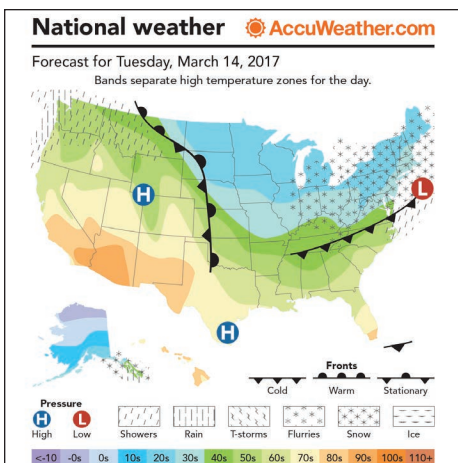 National weather AccuWeather.com
Forecast for Tuesday, March 14, 2017
Bands separate high temperature zones for the day.
H
L
H
Fronts
Cold Warm Stationary
Pressure
H L
High Low Showers Rain T-storms Flurries Snow Ice
<-10 -0s 0s 10s 20s 30s 40s 50s 60s 70s 80s 90s 100s 110+